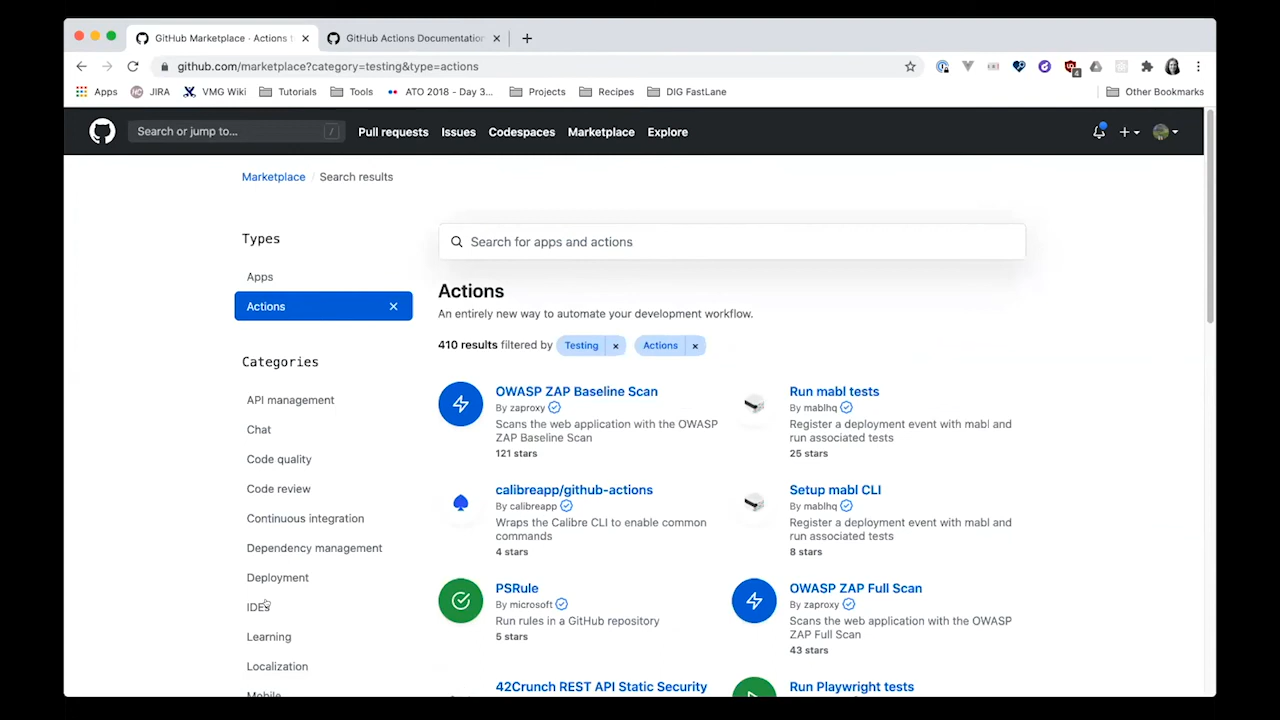 GitHub Marketplace · Actions t
GitHub Actions Documentation
github.com/marketplace?category=testing&type=actions
4
Apps
JIRA
VMG Wiki
Tutorials
Tools
ATO 2018 - Day 3...
Projects
Recipes
DIG FastLane
Other Bookmarks
Search or jump to...
/
Pull requests
Issues
Codespaces
Marketplace
Explore
Marketplace / Search results
Types
Apps
Actions
Categories
API management
Chat
Code quality
Code review
Continuous integration
Dependency management
Deployment
IDEs
Learning
Localization
Mobile
Search for apps and actions
Actions
An entirely new way to automate your development workflow.
410 results filtered by Testing × Actions ×
OWASP ZAP Baseline Scan
By zaproxy
Scans the web application with the OWASP
ZAP Baseline Scan
121 stars
Run mabl tests
By mablhq
Register a deployment event with mabl and
run associated tests
25 stars
calibreapp/github-actions
By calibreapp
Wraps the Calibre CLI to enable common
commands
4 stars
Setup mabl CLI
By mablhq
Register a deployment event with mabl and
run associated tests
8 stars
PSRule
By microsoft
Run rules in a GitHub repository
5 stars
OWASP ZAP Full Scan
By zaproxy
Scans the web application with the OWASP
ZAP Full Scan
43 stars
42Crunch REST API Static Security
Run Playwright tests